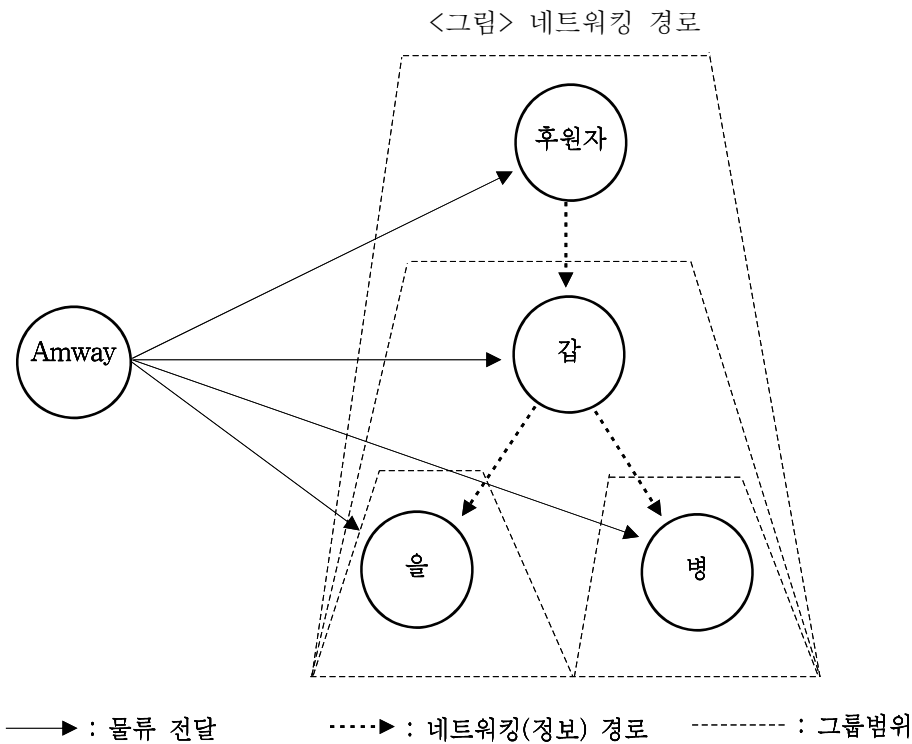 <그림> 네트워킹 경로
후원자
Amway
갑
을
병
: 물류 전달
: 네트워킹(정보) 경로
: 그룹범위